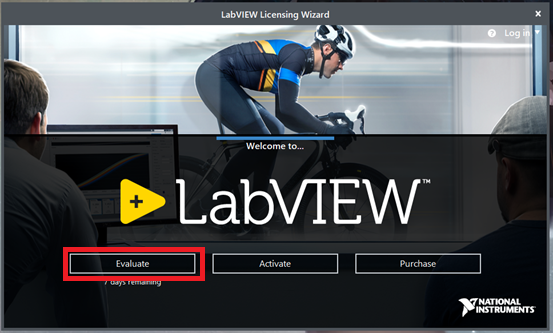 LabVIEW Licensing Wizard x
? Log in
Welcome to...
LabVIEW™
Evaluate Activate Purchase
7 days remaining
NATIONAL
INSTRUMENTS